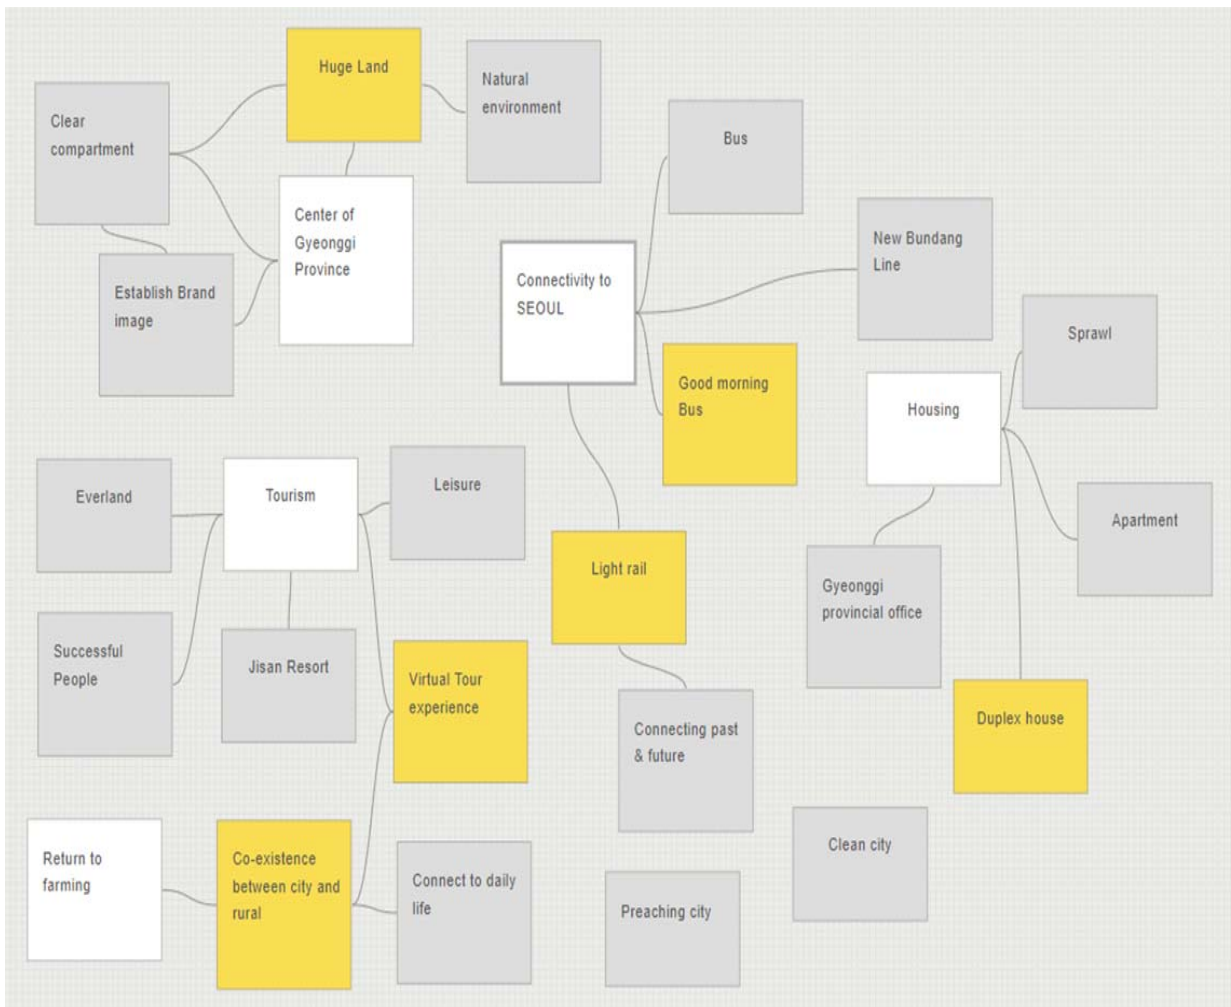 Huge Land
Natural
environment
Clear
compartment
Center of
Gyeonggi
Province
Establish Brand
image
Bus
New Bundang
Line
Connectivity to
SEOUL
Good morning
Bus
Sprawl
Housing
Apartment
Gyeonggi
provincial office
Duplex house
Everland
Tourism
Leisure
Successful
People
Jisan Resort
Virtual Tour
experience
Light rail
Connecting past
& future
Return to
farming
Co-existence
between city and
rural
Connect to daily
life
Preaching city
Clean city